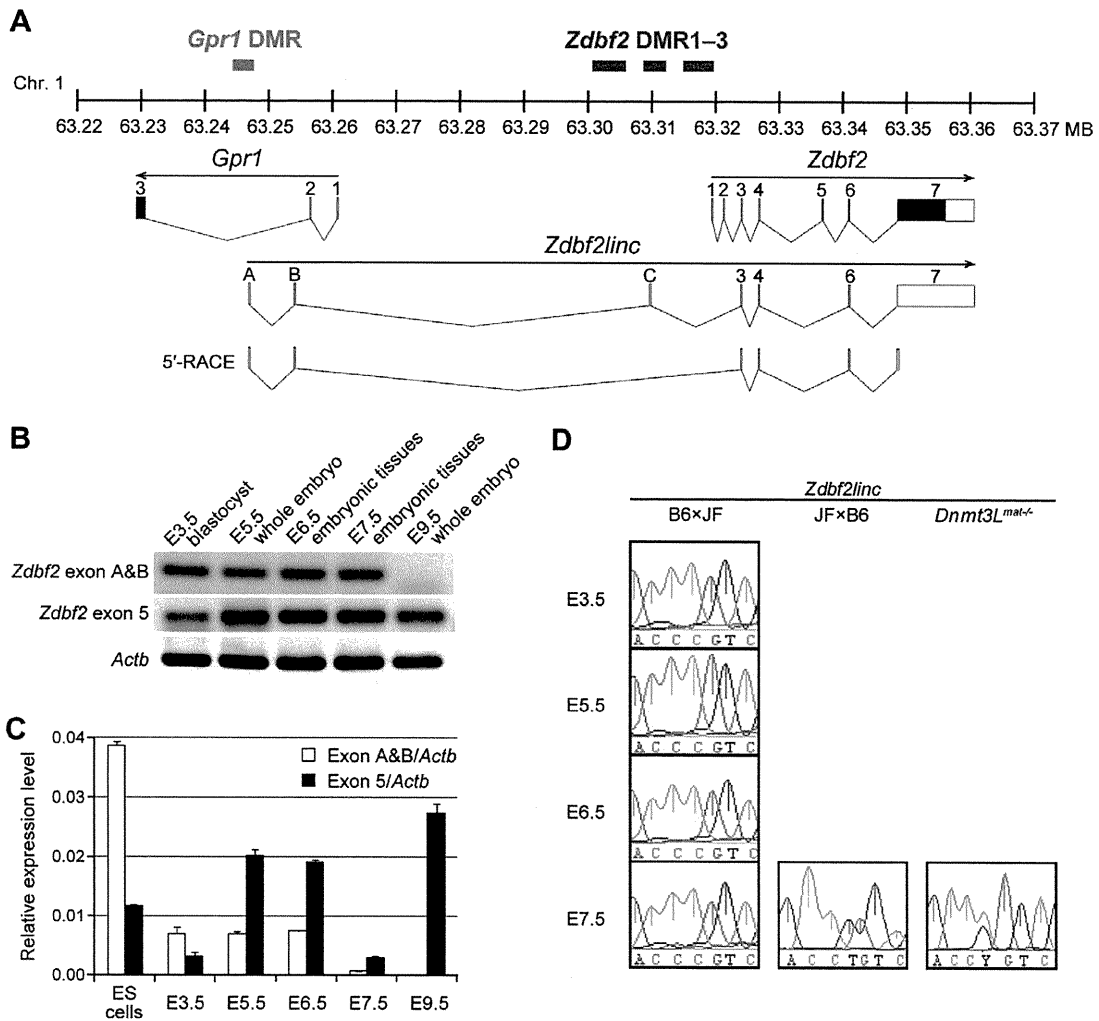 A
Gpr1 DMR
Zdbf2 DMR1–3
Chr. 1
63.22 63.23 63.24 63.25 63.26 63.27 63.28 63.29 63.30 63.31 63.32 63.33 63.34 63.35 63.36 63.37 MB
Gpr1
Zdbf2
3 2 1
1 2 3 4 5 6 7
Zdbf2linc
A B C 3 4 6 7
5′-RACE
B
E3.5 blastocyst
E5.5 whole embryo
E6.5 embryonic tissues
E7.5 embryonic tissues
E9.5 whole embryo
Zdbf2 exon A&B
Zdbf2 exon 5
Actb
C
Relative expression level
0.04
0.03
0.02
0.01
0.00
Exon A&B/Actb
Exon 5/Actb
ES cells E3.5 E5.5 E6.5 E7.5 E9.5
D
Zdbf2linc
B6×JF JF×B6 Dnmt3Lmat-/-
E3.5
A C C C G T C
E5.5
A C C C G T C
E6.5
A C C C G T C
E7.5
A C C C G T C
A C C T G T C
A C C Y G T C